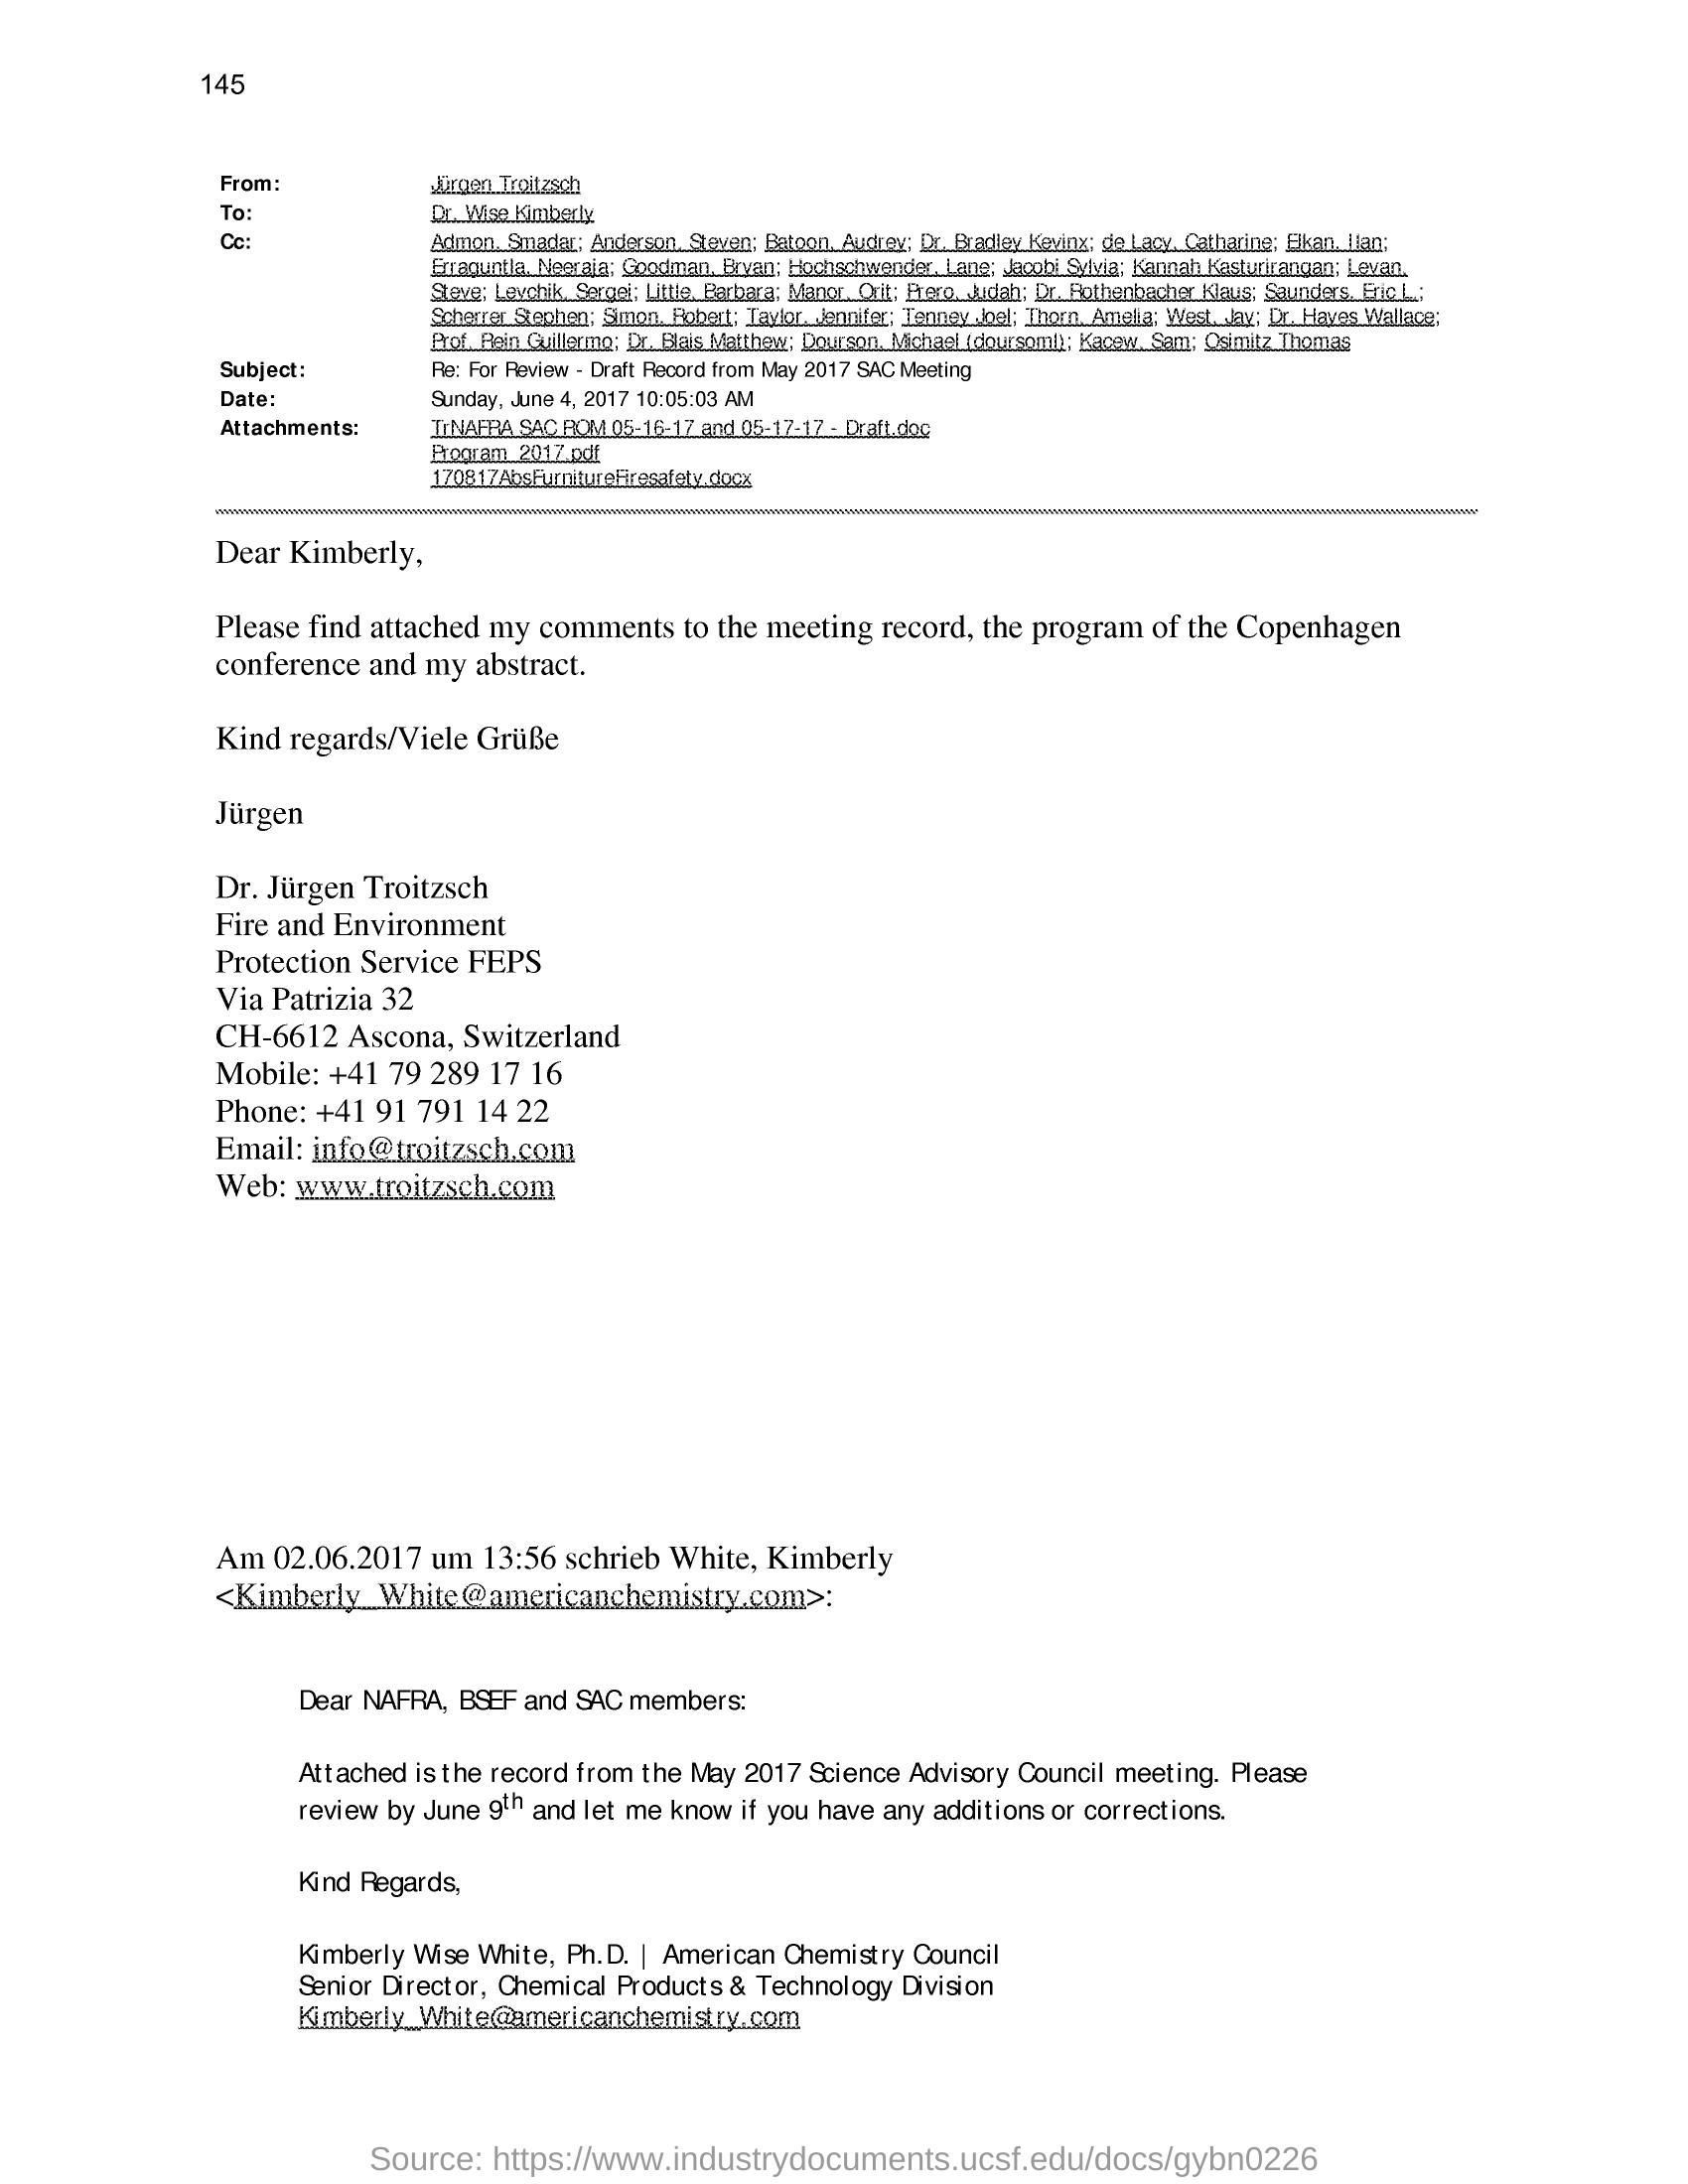 145
From: Jürgen Troitzsch
To: Dr. Wise Kimberly
Cc: Admon, Smadar; Anderson, Steven; Batoon, Audrey; Dr. Bradley Kevinx; de Lacy, Catharine; Elkan, Ilan;
Erraguntla, Neeraja; Goodman, Bryan; Hochschwender, Lane; Jacobi Sylvia; Kannah Kasturirangan; Levan,
Steve; Levchik, Sergei; Little, Barbara; Manor, Orit; Prero, Judah; Dr. Rothenbacher Klaus; Saunders, Eric L.;
Scherrer Stephen; Simon, Robert; Taylor, Jennifer; Tenney Joel; Thorn, Amelia; West, Jay; Dr. Hayes Wallace;
Prof. Rein Guillermo; Dr. Blais Matthew; Dourson, Michael (doursoml); Kacew, Sam; Osimitz Thomas
Subject: Re: For Review - Draft Record from May 2017 SAC Meeting
Date: Sunday, June 4, 2017 10:05:03 AM
Attachments: TrNAFRA SAC ROM 05-16-17 and 05-17-17 - Draft.doc
Program_2017.pdf
170817AbsFurnitureFiresafety.docx
Dear Kimberly,
Please find attached my comments to the meeting record, the program of the Copenhagen
conference and my abstract.
Kind regards/Viele Grüße
Jürgen
Dr. Jürgen Troitzsch
Fire and Environment
Protection Service FEPS
Via Patrizia 32
CH-6612 Ascona, Switzerland
Mobile: +41 79 289 17 16
Phone: +41 91 791 14 22
Email: info@troitzsch.com
Web: www.troitzsch.com
Am 02.06.2017 um 13:56 schrieb White, Kimberly
<Kimberly_White@americanchemistry.com>:
Dear NAFRA, BSEF and SAC members:
Attached is the record from the May 2017 Science Advisory Council meeting. Please
review by June 9th and let me know if you have any additions or corrections.
Kind Regards,
Kimberly Wise White, Ph.D. | American Chemistry Council
Senior Director, Chemical Products & Technology Division
Kimberly_White@americanchemistry.com
Source: https://www.industrydocuments.ucsf.edu/docs/gybn0226